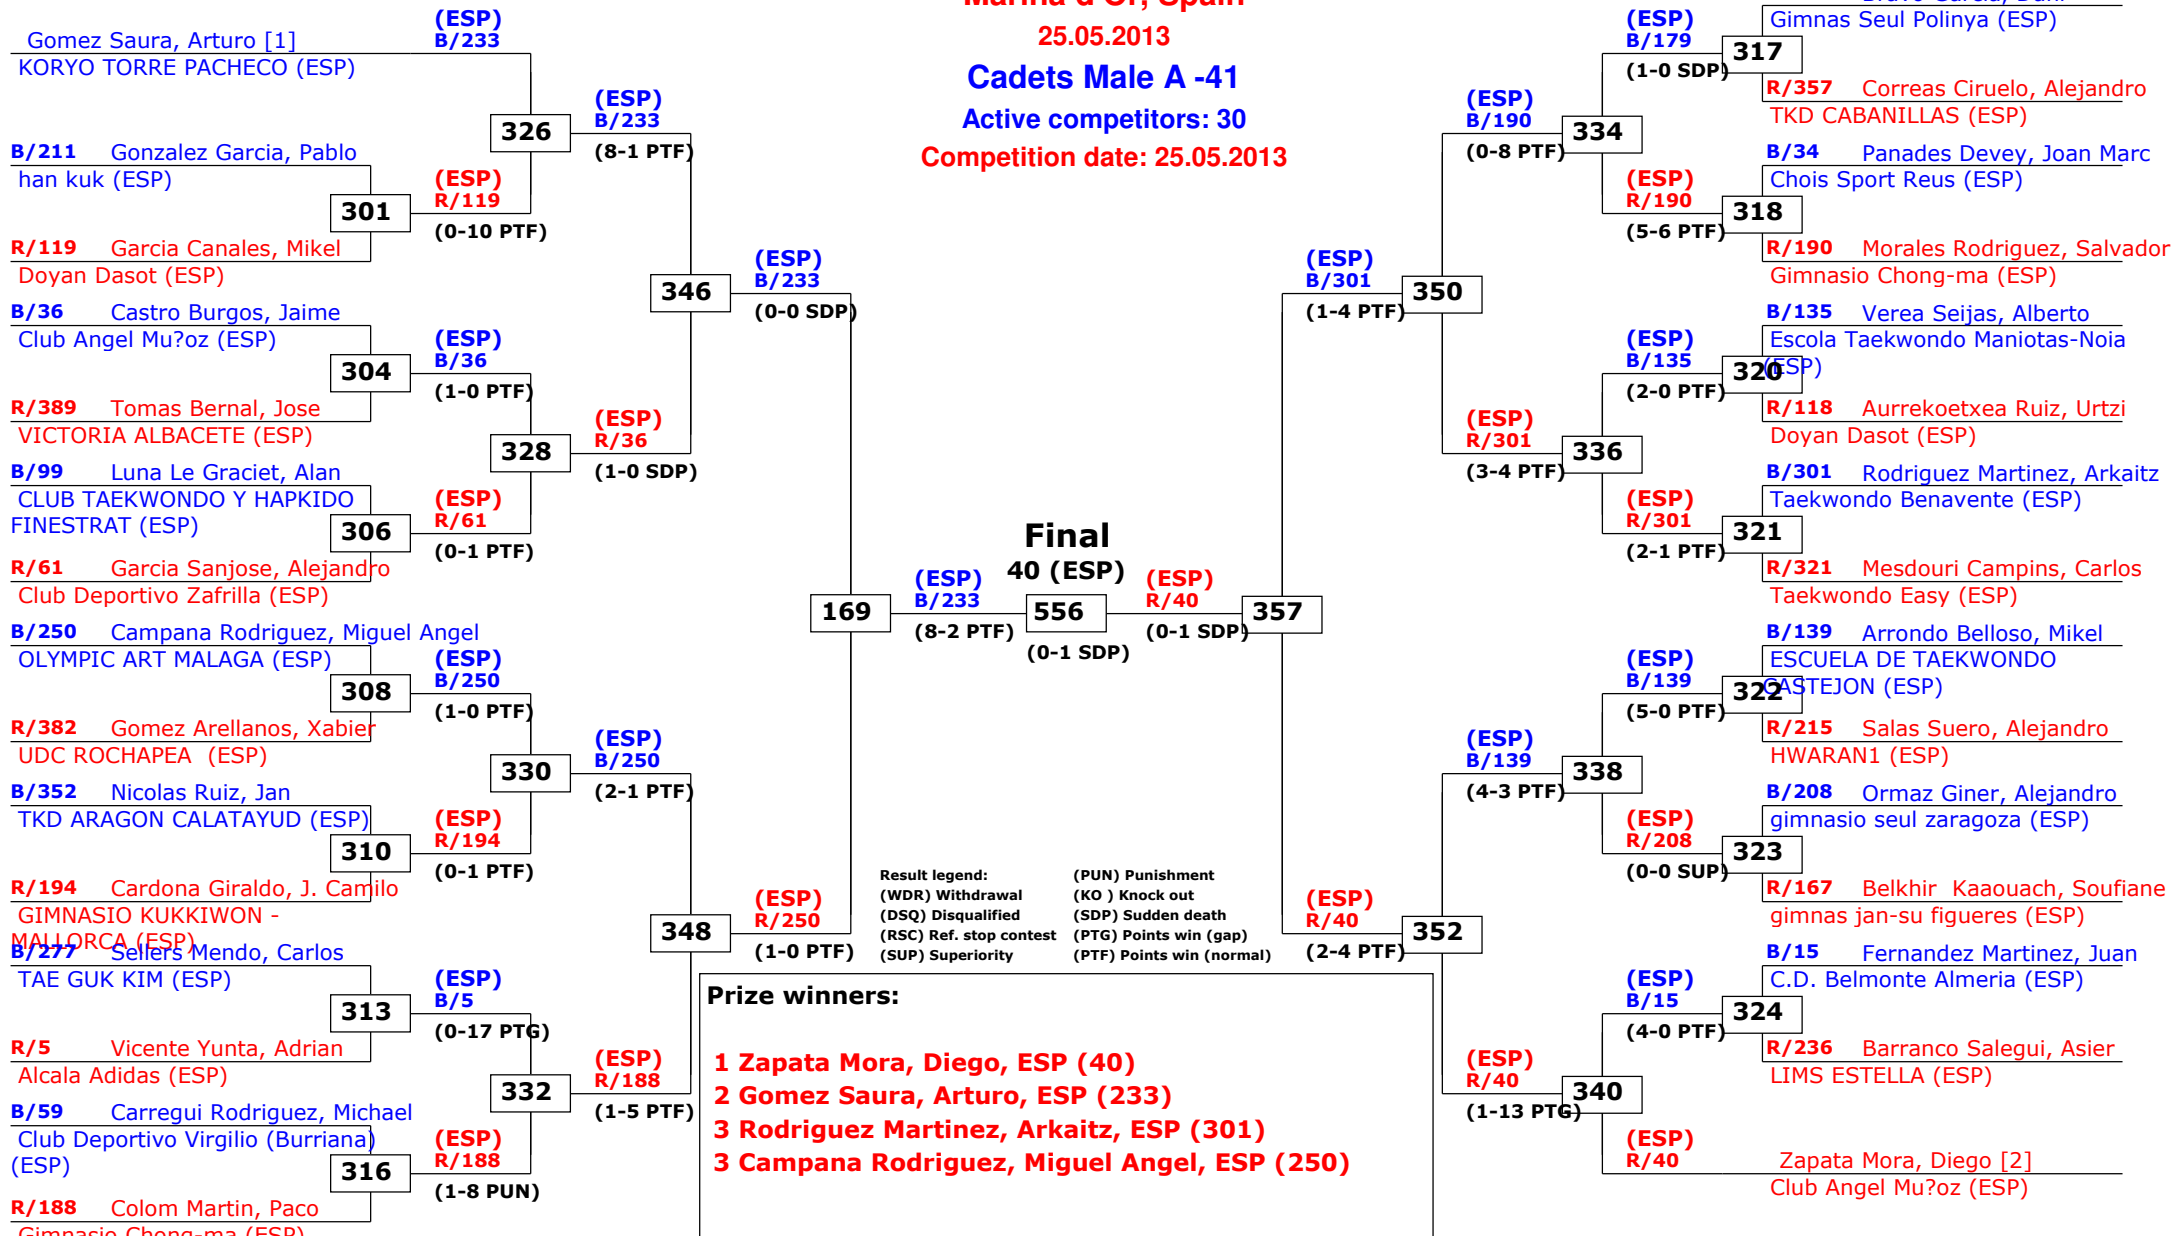 Marina d'Or, Spain
25.05.2013
Cadets Male A -41
Active competitors: 30
Competition date: 25.05.2013
(ESP)
B/233
Gomez Saura, Arturo [1]
KORYO TORRE PACHECO (ESP)
326
(ESP)
B/233
(8-1 PTF)
B/211 Gonzalez Garcia, Pablo
han kuk (ESP)
301
(ESP)
R/119
(0-10 PTF)
R/119 Garcia Canales, Mikel
Doyan Dasot (ESP)
346
(ESP)
B/233
(0-0 SDP)
B/36 Castro Burgos, Jaime
Club Angel Mu?oz (ESP)
304
(ESP)
B/36
(1-0 PTF)
R/389 Tomas Bernal, Jose
VICTORIA ALBACETE (ESP)
328
(ESP)
R/36
(1-0 SDP)
B/99 Luna Le Graciet, Alan
CLUB TAEKWONDO Y HAPKIDO
FINESTRAT (ESP)
306
(ESP)
R/61
(0-1 PTF)
R/61 Garcia Sanjose, Alejandro
Club Deportivo Zafrilla (ESP)
169
(ESP)
B/233
(8-2 PTF)
B/250 Campana Rodriguez, Miguel Angel
OLYMPIC ART MALAGA (ESP)
308
(ESP)
B/250
(1-0 PTF)
R/382 Gomez Arellanos, Xabier
UDC ROCHAPEA (ESP)
330
(ESP)
B/250
(2-1 PTF)
B/352 Nicolas Ruiz, Jan
TKD ARAGON CALATAYUD (ESP)
310
(ESP)
R/194
(0-1 PTF)
R/194 Cardona Giraldo, J. Camilo
GIMNASIO KUKKIWON -
MALLORCA (ESP)
348
(ESP)
R/250
(1-0 PTF)
B/277 Sellers Mendo, Carlos
TAE GUK KIM (ESP)
313
(ESP)
B/5
(0-17 PTG)
R/5 Vicente Yunta, Adrian
Alcala Adidas (ESP)
332
(ESP)
R/188
(1-5 PTF)
B/59 Carregui Rodriguez, Michael
Club Deportivo Virgilio (Burriana)
(ESP)
316
(ESP)
R/188
(1-8 PUN)
R/188 Colom Martin, Paco
Gimnasio Chong-ma (ESP)
Final
40 (ESP)
556
(0-1 SDP)
(ESP)
R/40
(0-1 SDP)
357
Result legend:
(WDR) Withdrawal
(DSQ) Disqualified
(RSC) Ref. stop contest
(SUP) Superiority
(PUN) Punishment
(KO ) Knock out
(SDP) Sudden death
(PTG) Points win (gap)
(PTF) Points win (normal)
Prize winners:
1 Zapata Mora, Diego, ESP (40)
2 Gomez Saura, Arturo, ESP (233)
3 Rodriguez Martinez, Arkaitz, ESP (301)
3 Campana Rodriguez, Miguel Angel, ESP (250)
Gimnas Seul Polinya (ESP)
(ESP)
B/179
(1-0 SDP)
317
R/357 Correas Ciruelo, Alejandro
TKD CABANILLAS (ESP)
(ESP)
B/190
(0-8 PTF)
334
B/34 Panades Devey, Joan Marc
Chois Sport Reus (ESP)
(ESP)
R/190
(5-6 PTF)
318
R/190 Morales Rodriguez, Salvador
Gimnasio Chong-ma (ESP)
(ESP)
B/301
(1-4 PTF)
350
B/135 Verea Seijas, Alberto
Escola Taekwondo Maniotas-Noia
(ESP)
(ESP)
B/135
(2-0 PTF)
320
R/118 Aurrekoetxea Ruiz, Urtzi
Doyan Dasot (ESP)
(ESP)
R/301
(3-4 PTF)
336
B/301 Rodriguez Martinez, Arkaitz
Taekwondo Benavente (ESP)
(ESP)
R/301
(2-1 PTF)
321
R/321 Mesdouri Campins, Carlos
Taekwondo Easy (ESP)
B/139 Arrondo Belloso, Mikel
ESCUELA DE TAEKWONDO
CASTEJON (ESP)
(ESP)
B/139
(5-0 PTF)
322
R/215 Salas Suero, Alejandro
HWARAN1 (ESP)
(ESP)
B/139
(4-3 PTF)
338
B/208 Ormaz Giner, Alejandro
gimnasio seul zaragoza (ESP)
(ESP)
R/208
(0-0 SUP)
323
R/167 Belkhir Kaaouach, Soufiane
gimnas jan-su figueres (ESP)
(ESP)
R/40
(2-4 PTF)
352
B/15 Fernandez Martinez, Juan
C.D. Belmonte Almeria (ESP)
(ESP)
B/15
(4-0 PTF)
324
R/236 Barranco Salegui, Asier
LIMS ESTELLA (ESP)
(ESP)
R/40
(1-13 PTG)
340
(ESP)
R/40
Zapata Mora, Diego [2]
Club Angel Mu?oz (ESP)